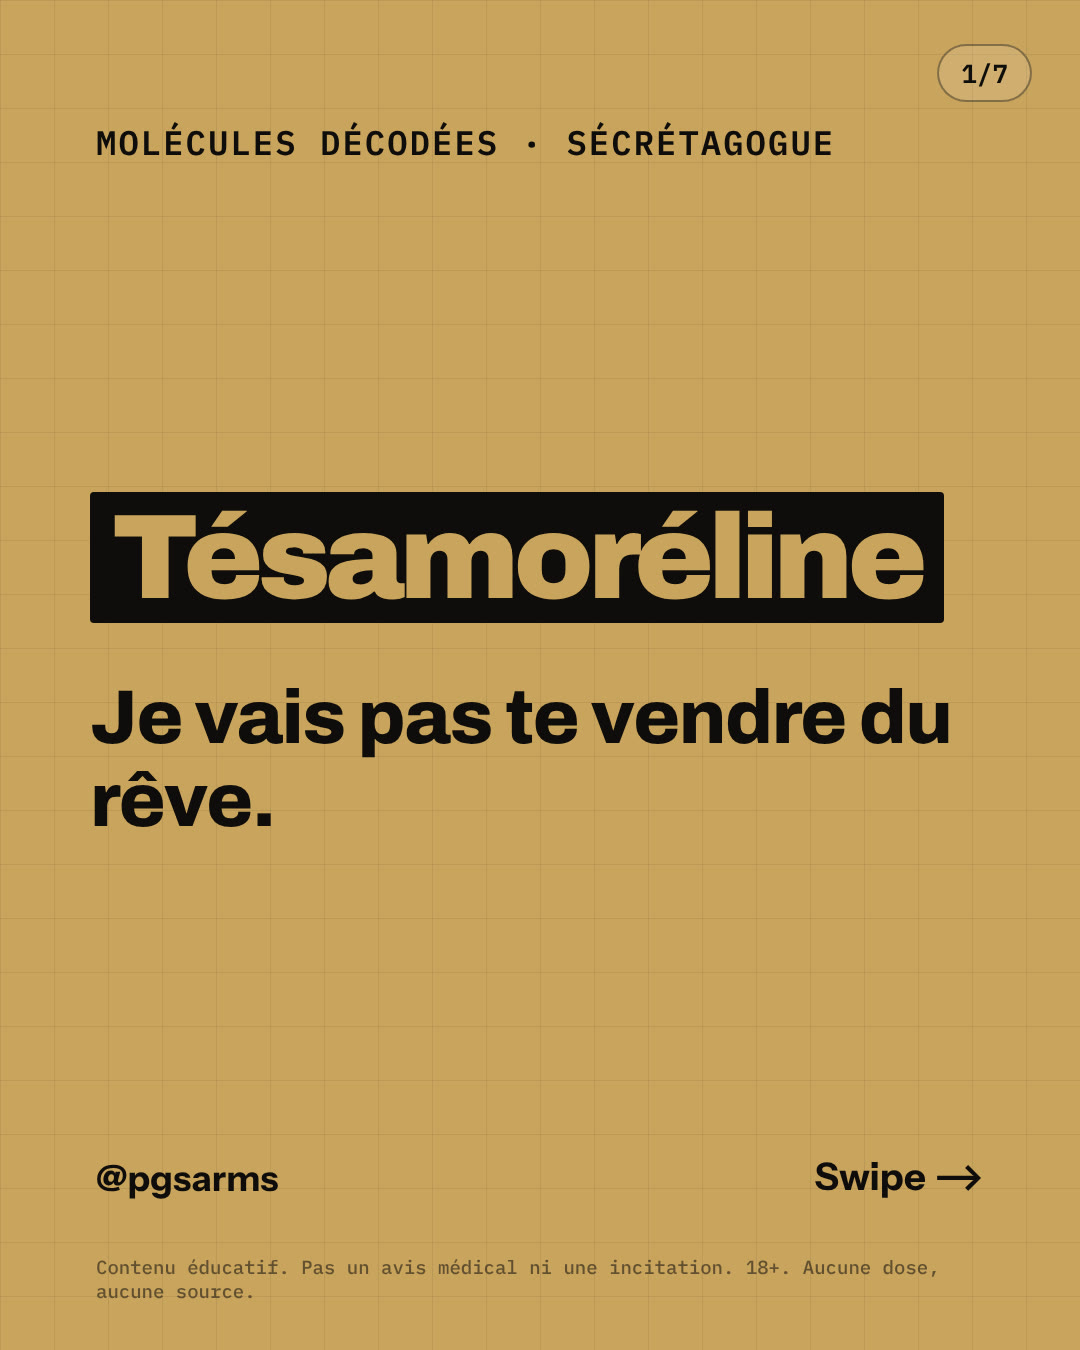 1/7
MOLÉCULES DÉCODÉES · SÉCRÉTAGOGUE
Tésamoréline
Je vais pas te vendre du
rêve.
@pgsarms
Swipe →
Contenu éducatif. Pas un avis médical ni une incitation. 18+. Aucune dose,
aucune source.